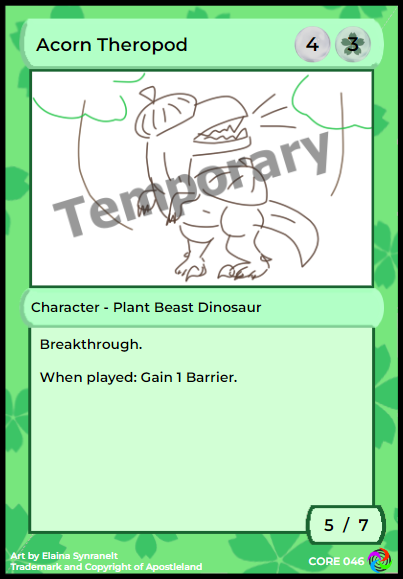 Acorn Theropod 4 3
Temporary
Character - Plant Beast Dinosaur
Breakthrough.
When played: Gain 1 Barrier.
5 / 7
Art by Elaina Synranelt
Trademark and Copyright of Apostleland
CORE 046